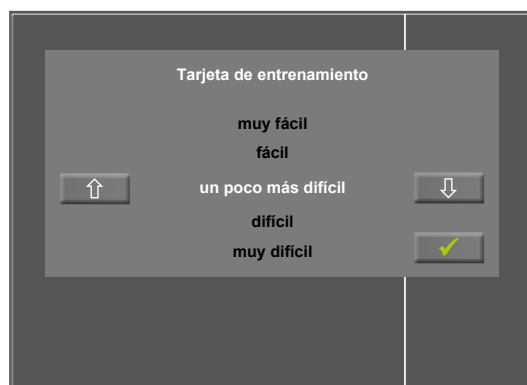 Tarjeta de entrenamiento
muy fácil
fácil
un poco más difícil
difícil
muy difícil